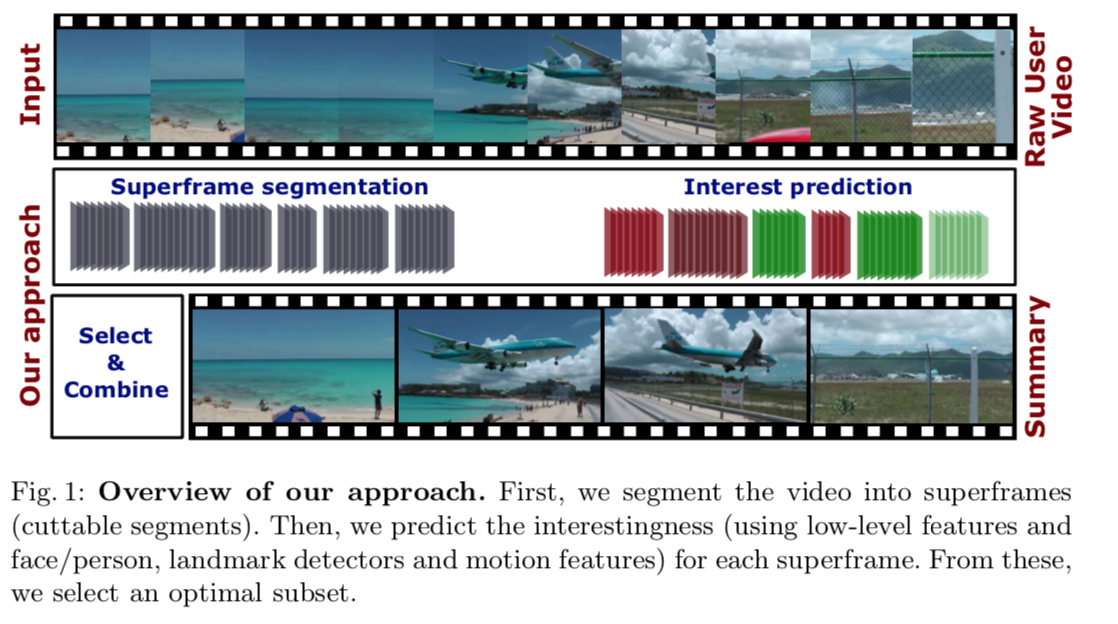 Input
Raw User
Video
Superframe segmentation
Interest prediction
Our approach
Select
&
Combine
Summary
Fig. 1: Overview of our approach. First, we segment the video into superframes
(cuttable segments). Then, we predict the interestingness (using low-level features and
face/person, landmark detectors and motion features) for each superframe. From these,
we select an optimal subset.